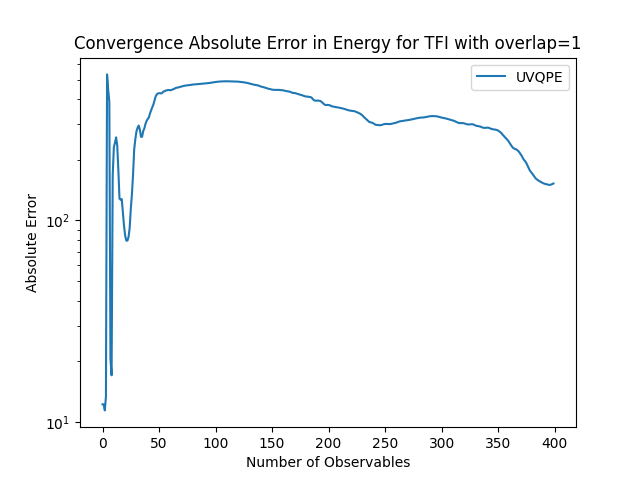 Convergence Absolute Error in Energy for TFI with overlap=1
UVQPE
Absolute Error
10²
10¹
0 50 100 150 200 250 300 350 400
Number of Observables